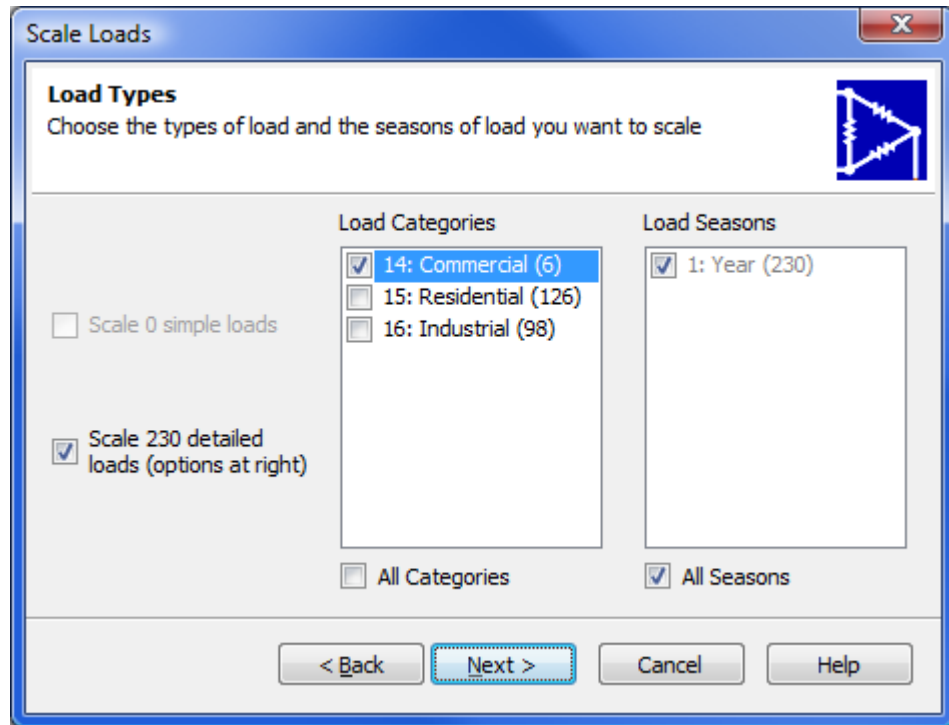 Scale Loads
Load Types
Choose the types of load and the seasons of load you want to scale
Load Categories
14: Commercial (6)
15: Residential (126)
16: Industrial (98)
Load Seasons
1: Year (230)
Scale 0 simple loads
Scale 230 detailed
loads (options at right)
All Categories
All Seasons
< Back
Next >
Cancel
Help